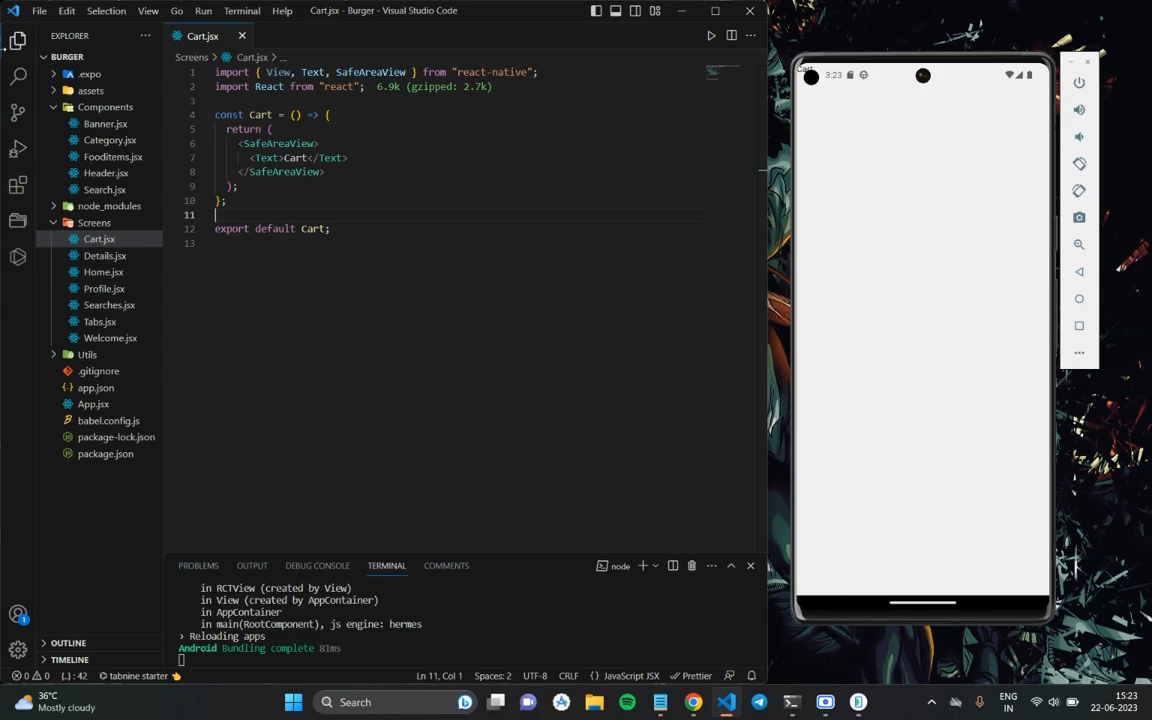 File Edit Selection View Go Run Terminal Help Cart.jsx - Burger - Visual Studio Code
EXPLORER
BURGER
.expo
assets
Components
Banner.jsx
Category.jsx
Fooditems.jsx
Header.jsx
Search.jsx
node_modules
Screens
Cart.jsx
Details.jsx
Home.jsx
Profile.jsx
Searches.jsx
Tabs.jsx
Welcome.jsx
Utils
.gitignore
app.json
App.jsx
babel.config.js
package-lock.json
package.json
OUTLINE
TIMELINE
Cart.jsx
Screens > Cart.jsx > ...
1 import { View, Text, SafeAreaView } from "react-native";
2 import React from "react"; 6.9k (gzipped: 2.7k)
3
4 const Cart = () => {
5 return (
6 <SafeAreaView>
7 <Text>Cart</Text>
8 </SafeAreaView>
9 );
10 };
11
12 export default Cart;
13
PROBLEMS OUTPUT DEBUG CONSOLE TERMINAL COMMENTS node
in RCTView (created by View)
in View (created by AppContainer)
in AppContainer
in main(RootComponent), js engine: hermes
› Reloading apps
Android Bundling complete 81ms
0 0 {..}: 42 tabnine starter Ln 11, Col 1 Spaces: 2 UTF-8 CRLF {} JavaScript JSX Prettier
Cart
3:23
1
36°C
Mostly cloudy
Search
ENG
IN
15:23
22-06-2023